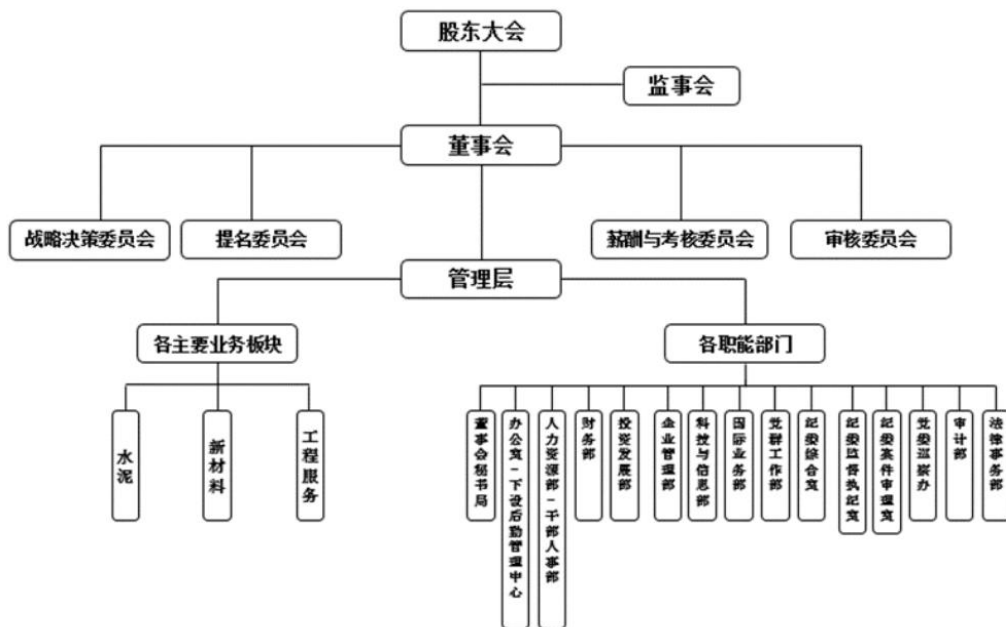 股东大会
监事会
董事会
战略决策委员会
提名委员会
薪酬与考核委员会
审核委员会
管理层
各主要业务板块
各职能部门
水泥
新材料
工程服务
董事会秘书局
办公室-下设后勤管理中心
人力资源部-干部人事部
财务部
投资发展部
企业管理部
科技与信息部
国际业务部
党群工作部
纪委综合室
纪委监督执纪室
纪委案件审理室
党委巡察办
审计部
法律事务部